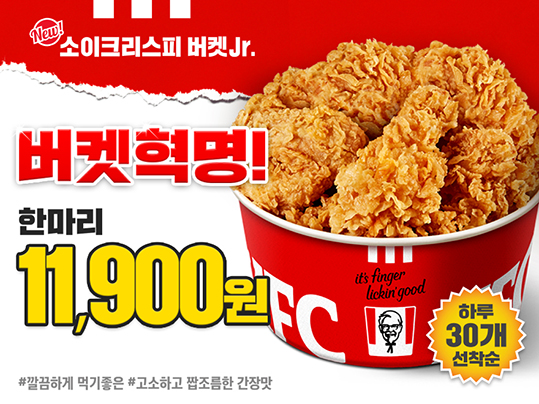 New!
소이크리스피 버켓Jr.
버켓혁명!
한마리
11,900원
FC
it's finger
lickin' good
KFC
하루
30개
선착순
#깔끔하게 먹기좋은 #고소하고 짭조름한 간장맛